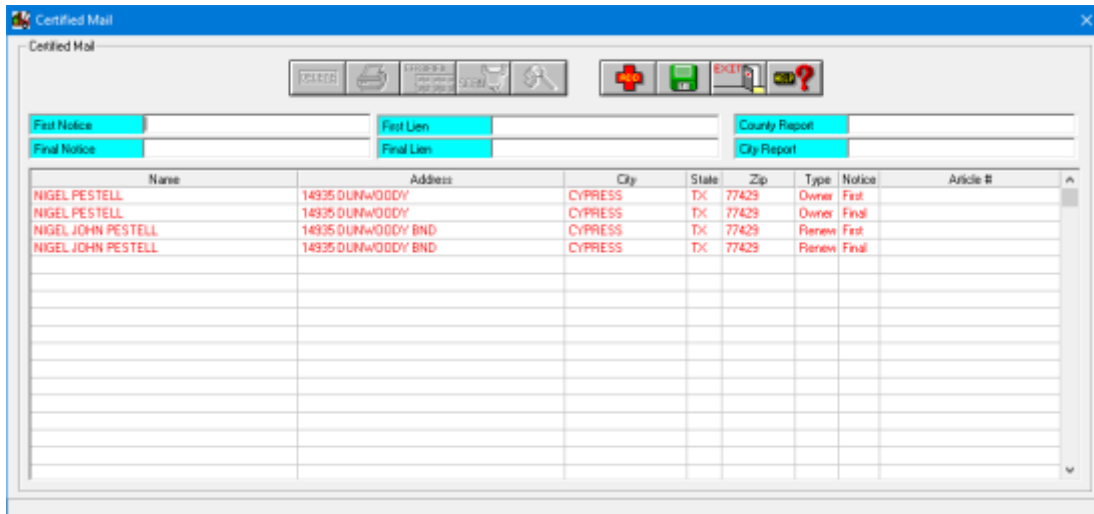 Certified Mail
Certified Mail
EXIT
First Notice First Lien County Report
Final Notice Final Lien City Report
Name Address City State Zip Type Notice Article #
NIGEL PESTELL 14935 DUNWOODY CYPRESS TX 77429 Owner First
NIGEL PESTELL 14935 DUNWOODY CYPRESS TX 77429 Owner Final
NIGEL JOHN PESTELL 14935 DUNWOODY BND CYPRESS TX 77429 Renew First
NIGEL JOHN PESTELL 14935 DUNWOODY BND CYPRESS TX 77429 Renew Final